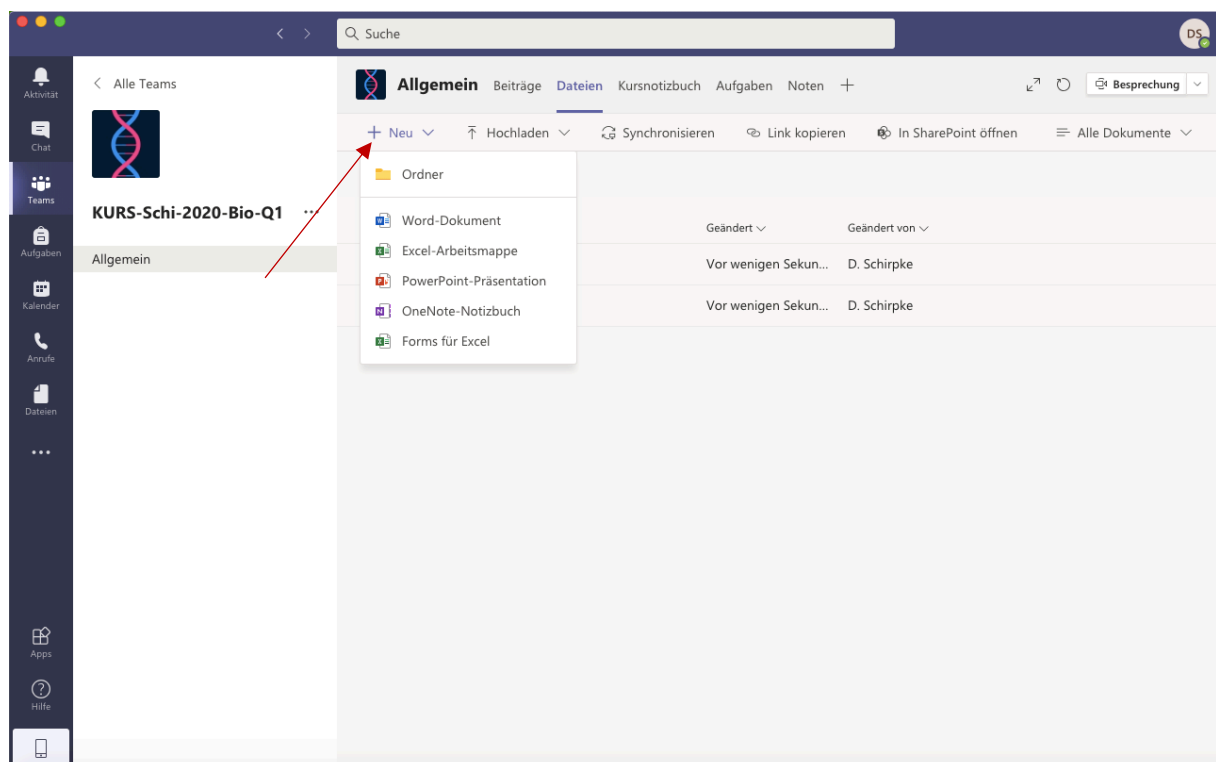 Suche
DS
Aktivität
Chat
Teams
Aufgaben
Kalender
Anrufe
Dateien
Apps
Hilfe
Alle Teams
KURS-Schi-2020-Bio-Q1 ···
Allgemein
Allgemein Beiträge Dateien Kursnotizbuch Aufgaben Noten + Besprechung
+ Neu Hochladen Synchronisieren Link kopieren In SharePoint öffnen Alle Dokumente
Ordner
Word-Dokument
Excel-Arbeitsmappe
PowerPoint-Präsentation
OneNote-Notizbuch
Forms für Excel
Geändert Geändert von
Vor wenigen Sekun... D. Schirpke
Vor wenigen Sekun... D. Schirpke